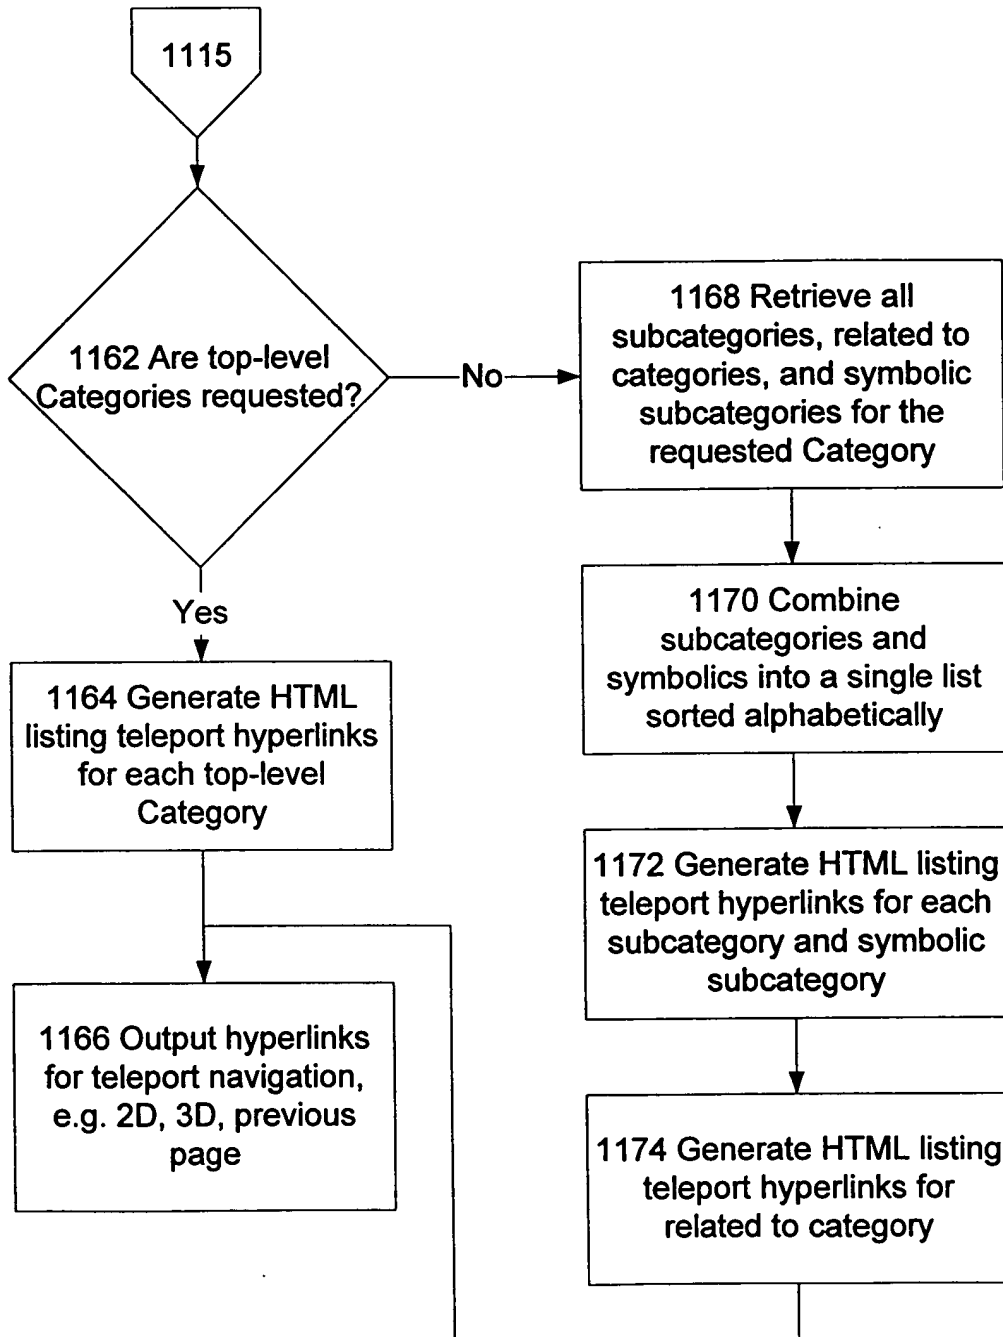 1115
1162 Are top-level
Categories requested?
No
Yes
1164 Generate HTML
listing teleport hyperlinks
for each top-level
Category
1166 Output hyperlinks
for teleport navigation,
e.g. 2D, 3D, previous
page
1168 Retrieve all
subcategories, related to
categories, and symbolic
subcategories for the
requested Category
1170 Combine
subcategories and
symbolics into a single list
sorted alphabetically
1172 Generate HTML listing
teleport hyperlinks for each
subcategory and symbolic
subcategory
1174 Generate HTML listing
teleport hyperlinks for
related to category